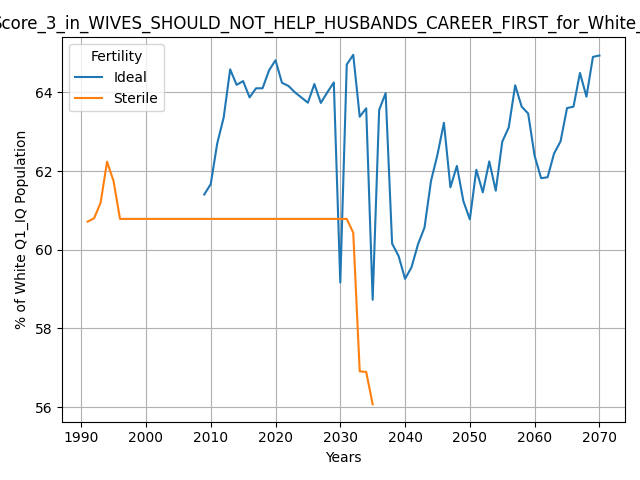 Score_3_in_WIVES_SHOULD_NOT_HELP_HUSBANDS_CAREER_FIRST_for_White_
Fertility
Ideal
Sterile
% of White Q1_IQ Population
64
62
60
58
56
1990 2000 2010 2020 2030 2040 2050 2060 2070
Years